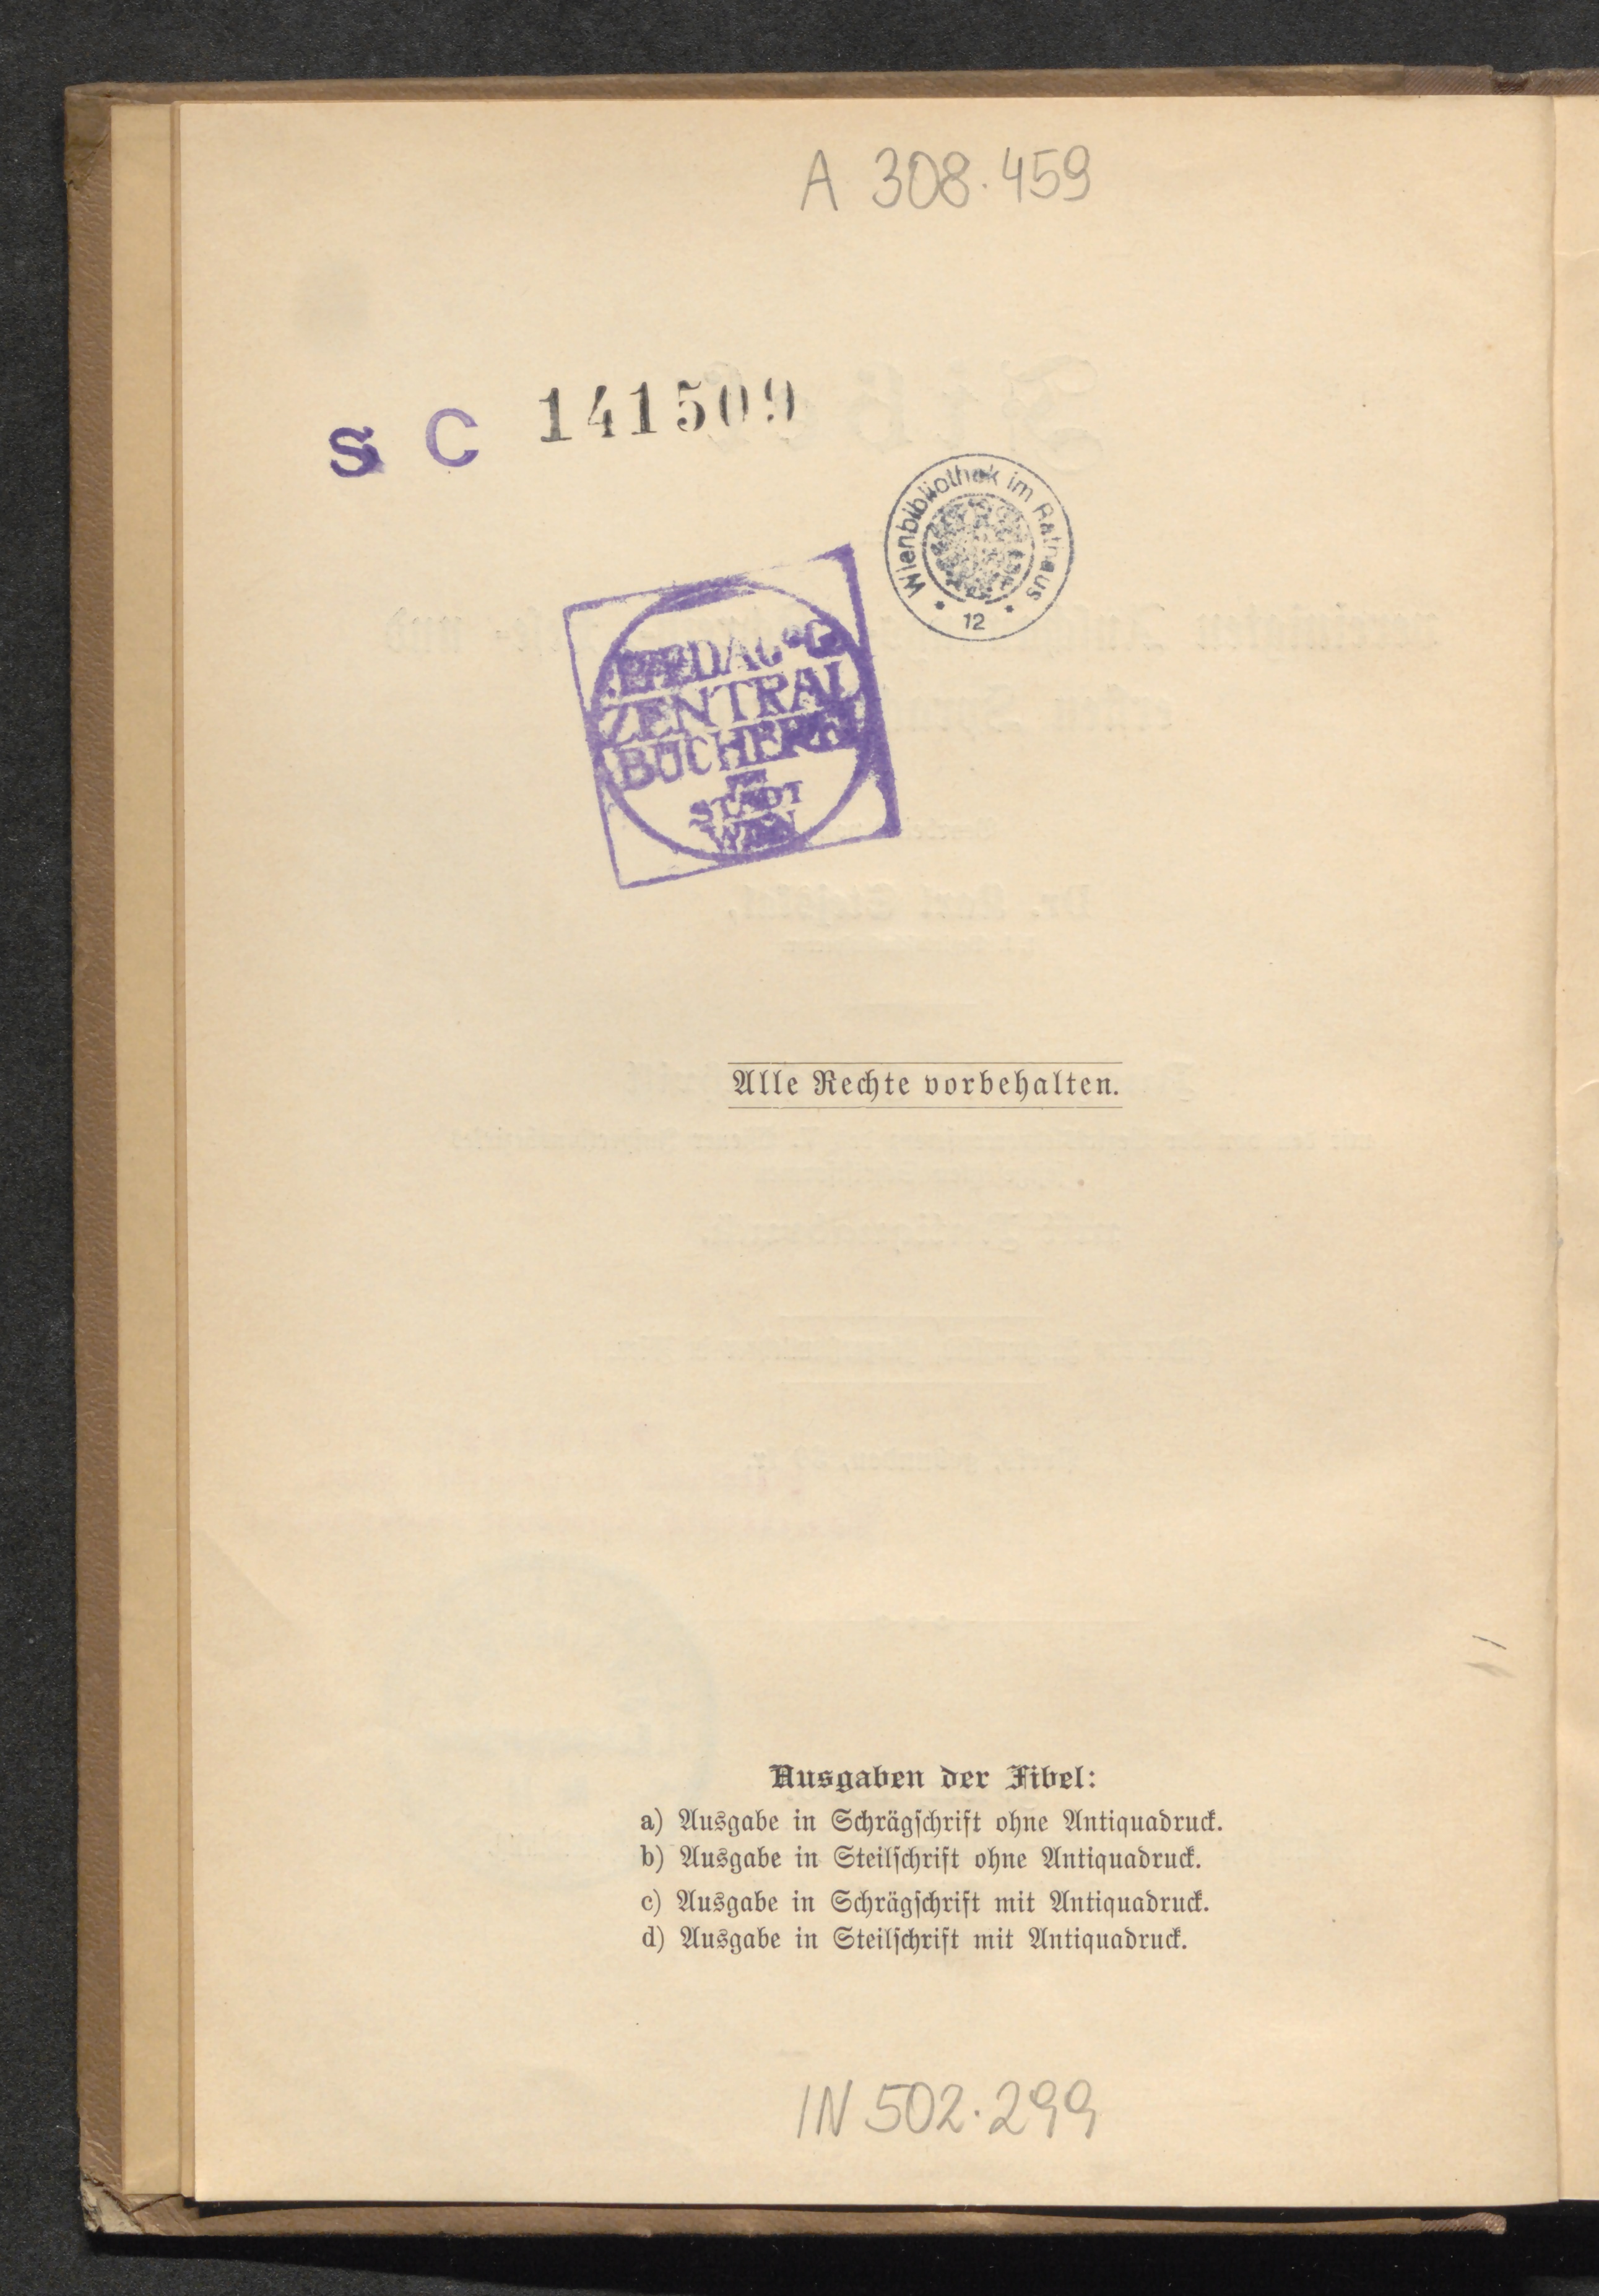 A 308.459
S C 141509
Wienbibliothek im Rathaus
* 12 *
ZENTRAL
BÜCHEREI
STADT
WIEN
Alle Rechte vorbehalten.
Ausgaben der Fibel:
a) Ausgabe in Schrägschrift ohne Antiquadruck.
b) Ausgabe in Steilschrift ohne Antiquadruck.
c) Ausgabe in Schrägschrift mit Antiquadruck.
d) Ausgabe in Steilschrift mit Antiquadruck.
IN 502.299